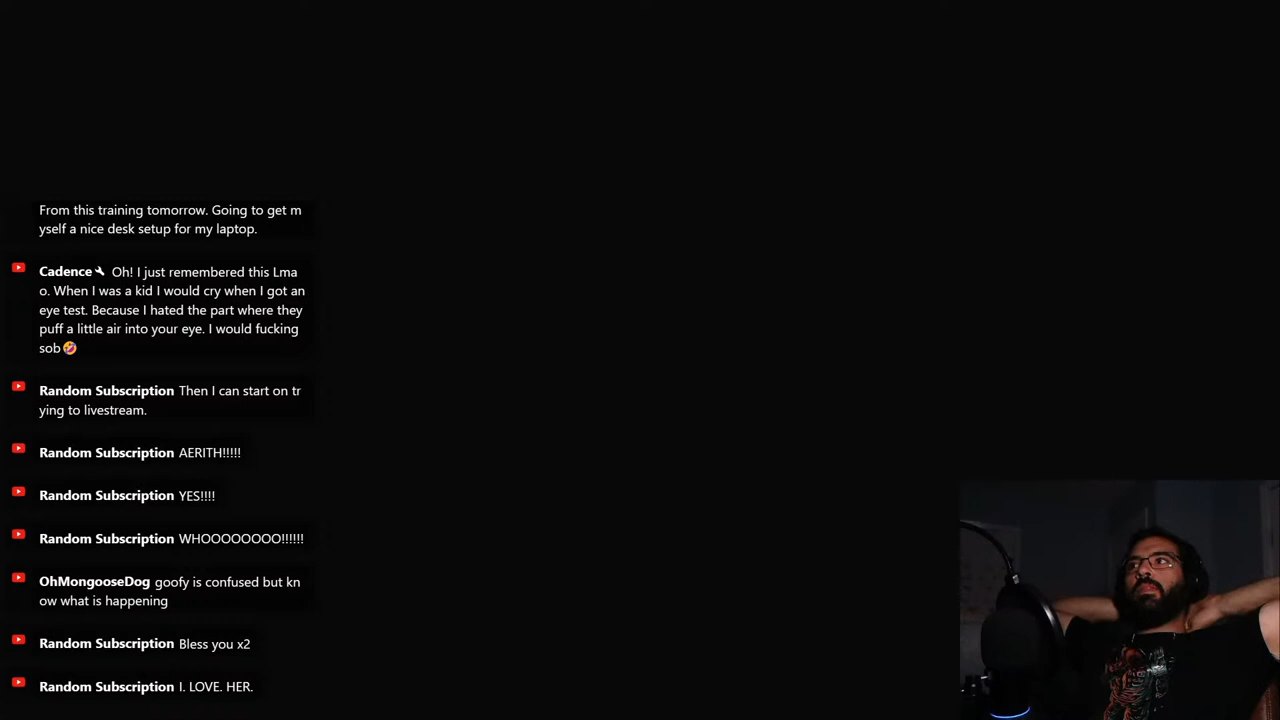 From this training tomorrow. Going to get m
yself a nice desk setup for my laptop.
Cadence Oh! I just remembered this Lma
o. When I was a kid I would cry when I got an
eye test. Because I hated the part where they
puff a little air into your eye. I would fucking
sob🤣
Random Subscription Then I can start on tr
ying to livestream.
Random Subscription AERITH!!!!!
Random Subscription YES!!!!
Random Subscription WHOOOOOOOO!!!!!!
OhMongooseDog goofy is confused but kn
ow what is happening
Random Subscription Bless you x2
Random Subscription I. LOVE. HER.